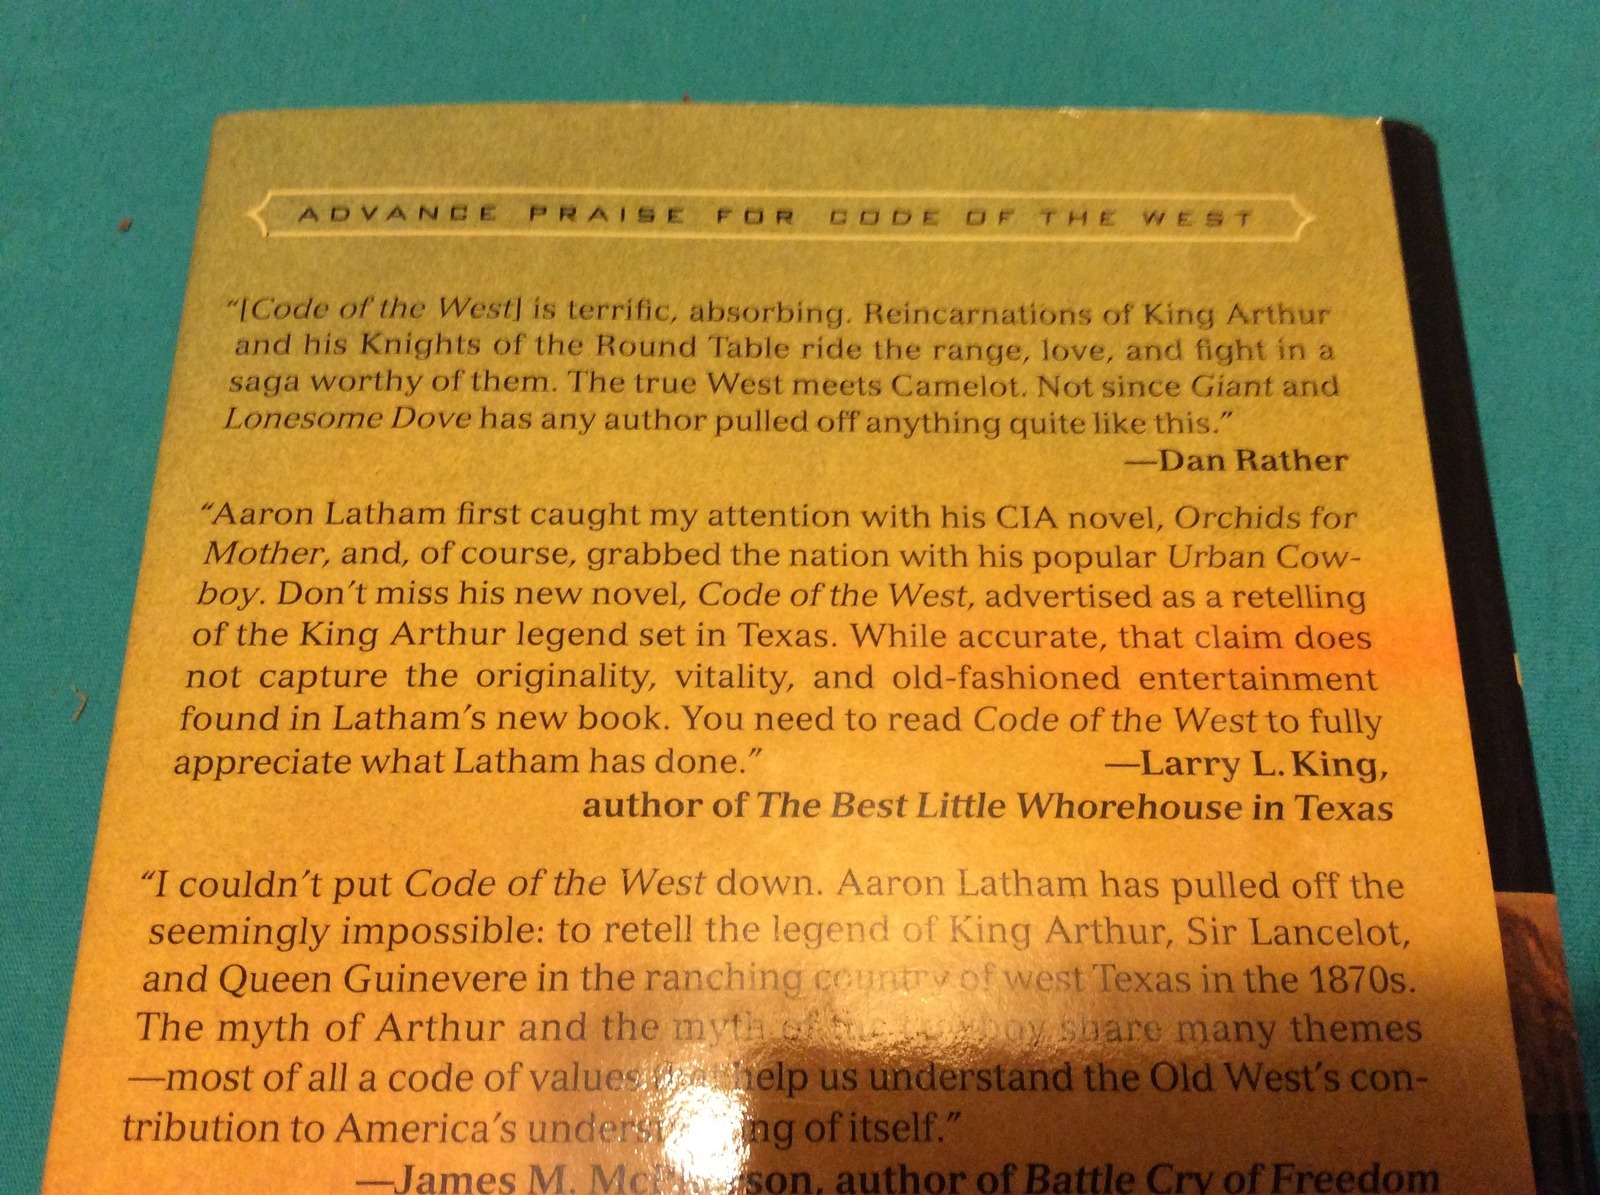 ADVANCE PRAISE FOR CODE OF THE WEST
“[Code of the West] is terrific, absorbing. Reincarnations of King Arthur
and his Knights of the Round Table ride the range, love, and fight in a
saga worthy of them. The true West meets Camelot. Not since Giant and
Lonesome Dove has any author pulled off anything quite like this.”
—Dan Rather
“Aaron Latham first caught my attention with his CIA novel, Orchids for
Mother, and, of course, grabbed the nation with his popular Urban Cow-
boy. Don’t miss his new novel, Code of the West, advertised as a retelling
of the King Arthur legend set in Texas. While accurate, that claim does
not capture the originality, vitality, and old-fashioned entertainment
found in Latham’s new book. You need to read Code of the West to fully
appreciate what Latham has done.” —Larry L. King,
author of The Best Little Whorehouse in Texas
“I couldn’t put Code of the West down. Aaron Latham has pulled off the
seemingly impossible: to retell the legend of King Arthur, Sir Lancelot,
and Queen Guinevere in the ranching country of west Texas in the 1870s.
The myth of Arthur and the myth of the cowboy share many themes
—most of all a code of values help us understand the Old West’s con-
tribution to America’s of itself.”
—James M. author of Battle Cry of Freedom